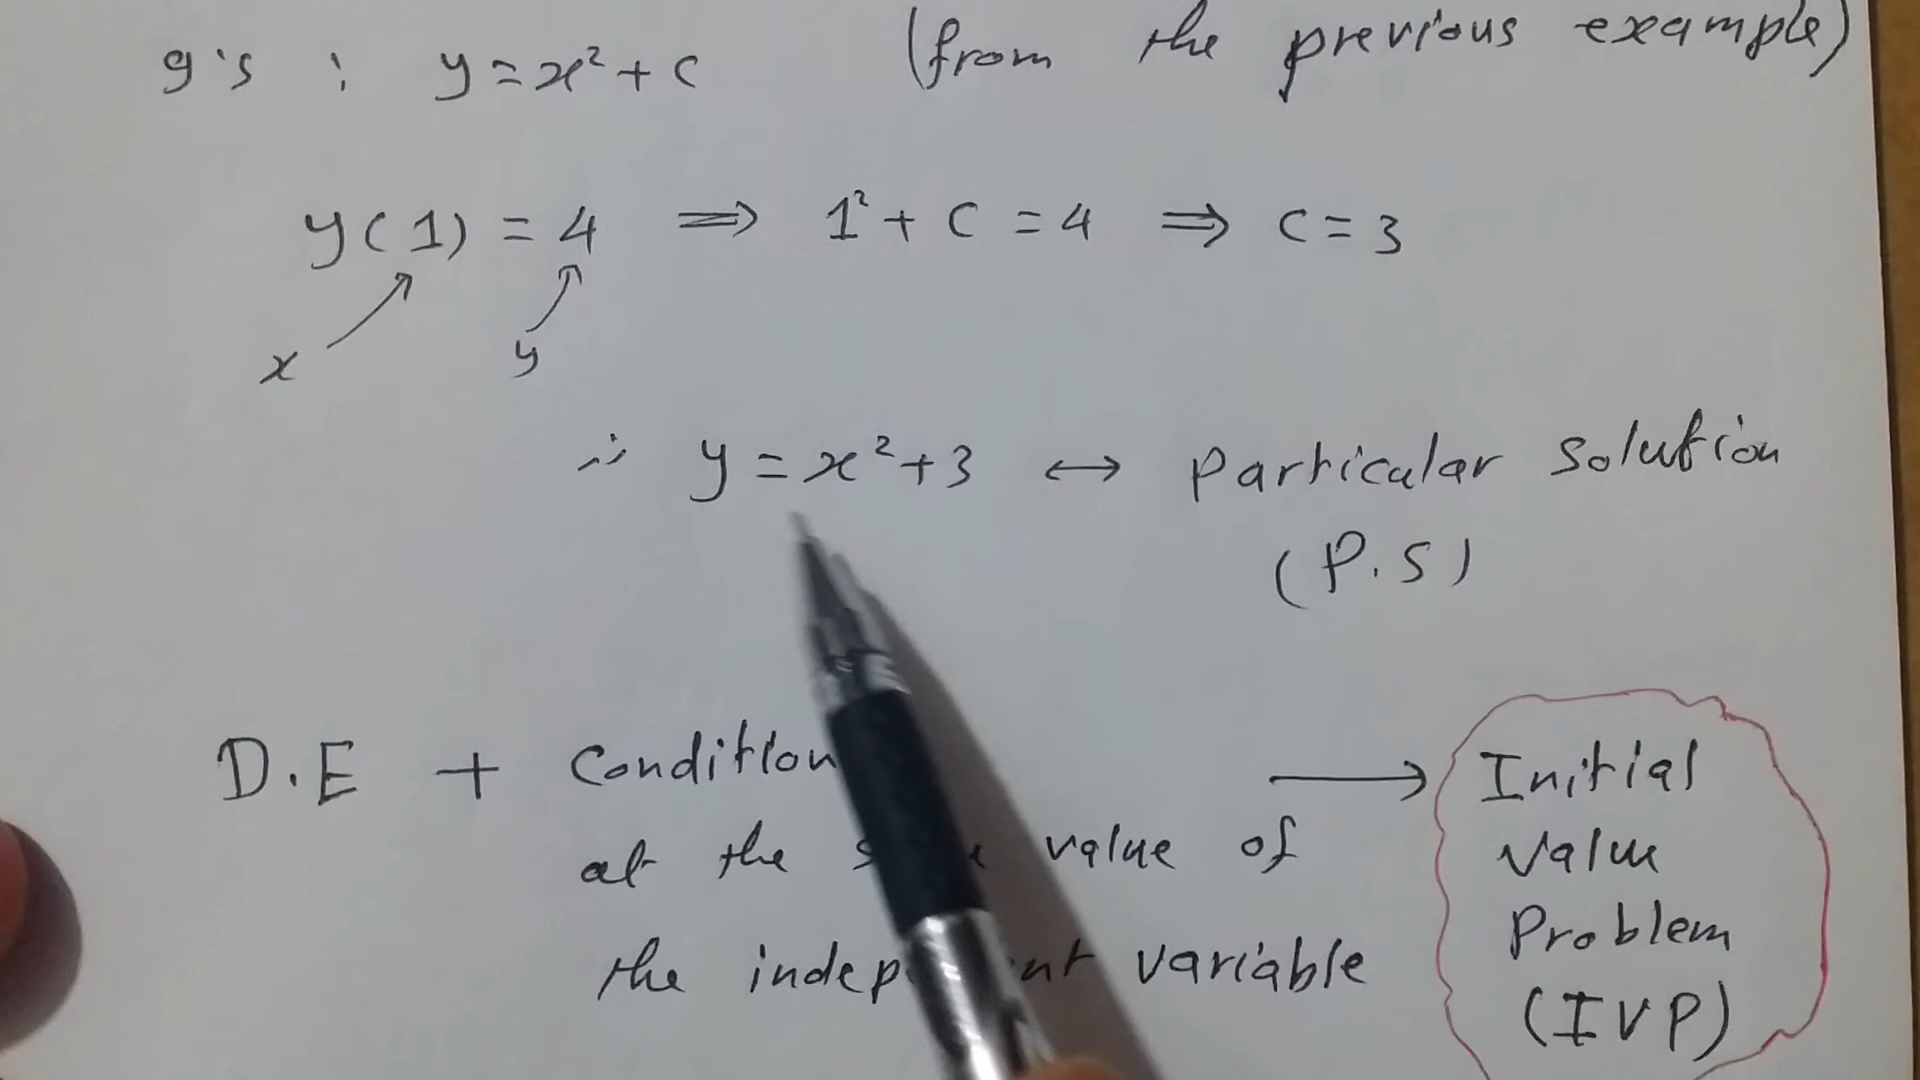 g's : y = x² + c (from the previous example)
y(1) = 4 ⟹ 1² + c = 4 ⟹ c = 3
x y
∴ y = x² + 3 ↔ Particular solution
(P.S)
D.E + Condition → Initial
at the value of Value
the variable Problem
(IVP)